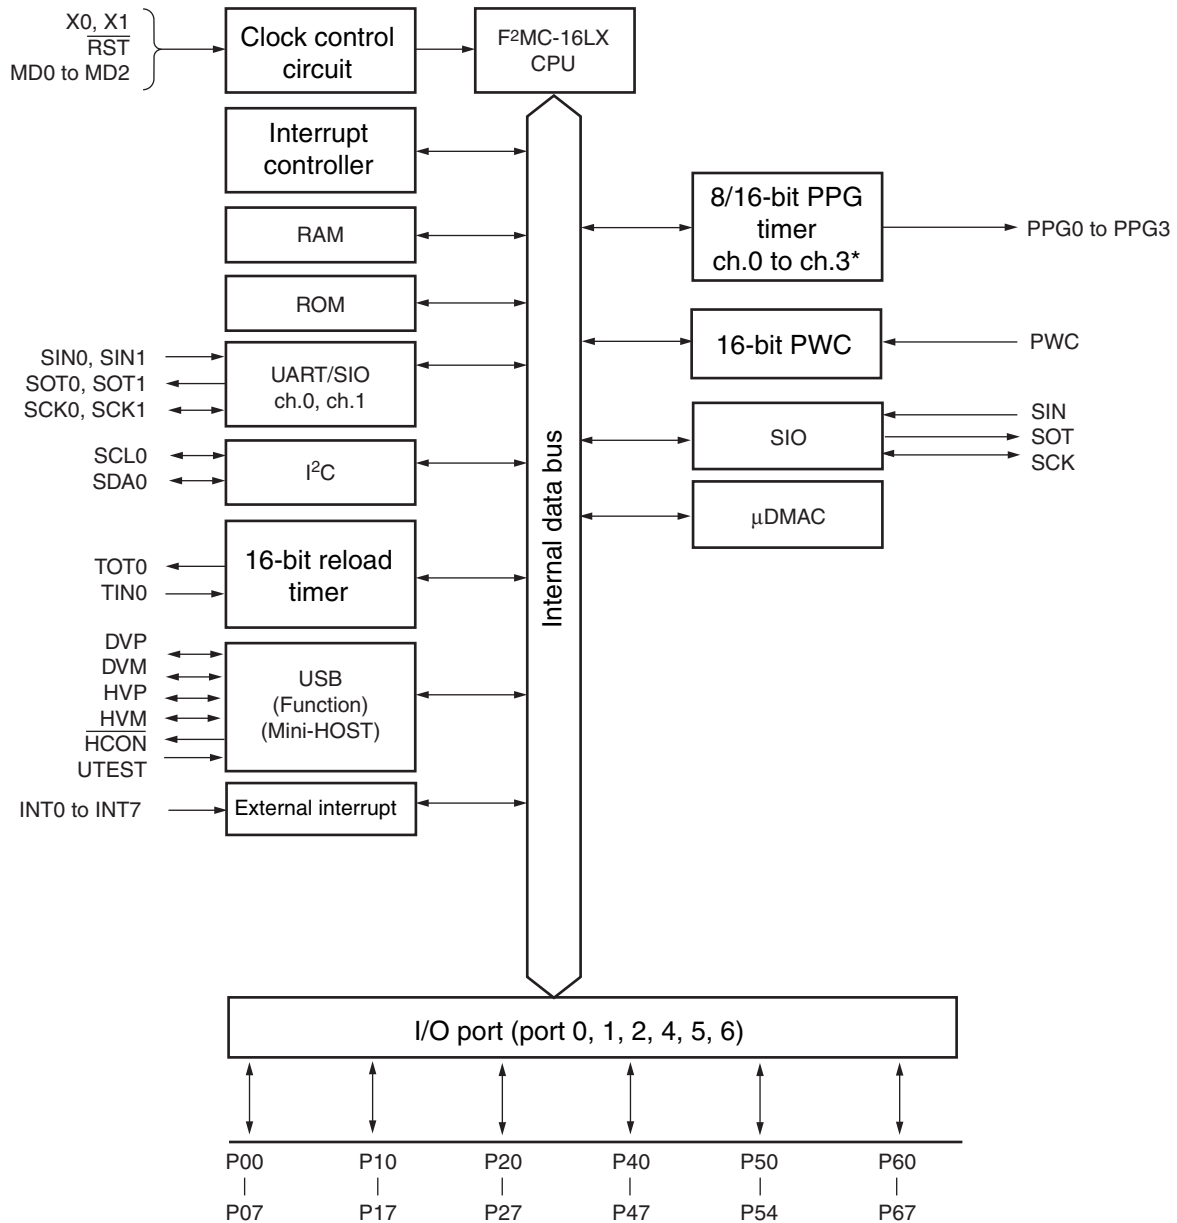 X0, X1
RST
MD0 to MD2
Clock control
circuit
F²MC-16LX
CPU
Interrupt
controller
RAM
ROM
SIN0, SIN1
SOT0, SOT1
SCK0, SCK1
UART/SIO
ch.0, ch.1
SCL0
SDA0
I²C
TOT0
TIN0
16-bit reload
timer
DVP
DVM
HVP
HVM
HCON
UTEST
USB
(Function)
(Mini-HOST)
INT0 to INT7
External interrupt
Internal data bus
8/16-bit PPG
timer
ch.0 to ch.3*
PPG0 to PPG3
16-bit PWC
PWC
SIO
SIN
SOT
SCK
μDMAC
I/O port (port 0, 1, 2, 4, 5, 6)
P00 P10 P20 P40 P50 P60
P07 P17 P27 P47 P54 P67